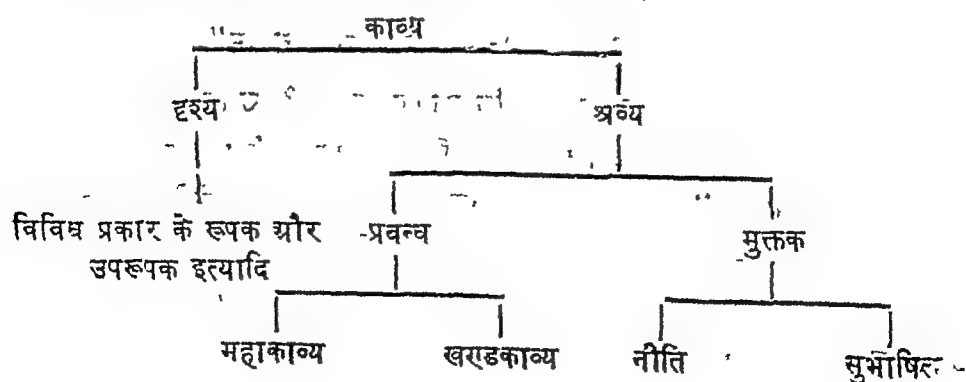 काव्य
दृश्य श्रव्य
विविध प्रकार के रूपक और प्रबन्ध मुक्तक
उपरूपक इत्यादि
महाकाव्य खण्डकाव्य नीति सुभाषित